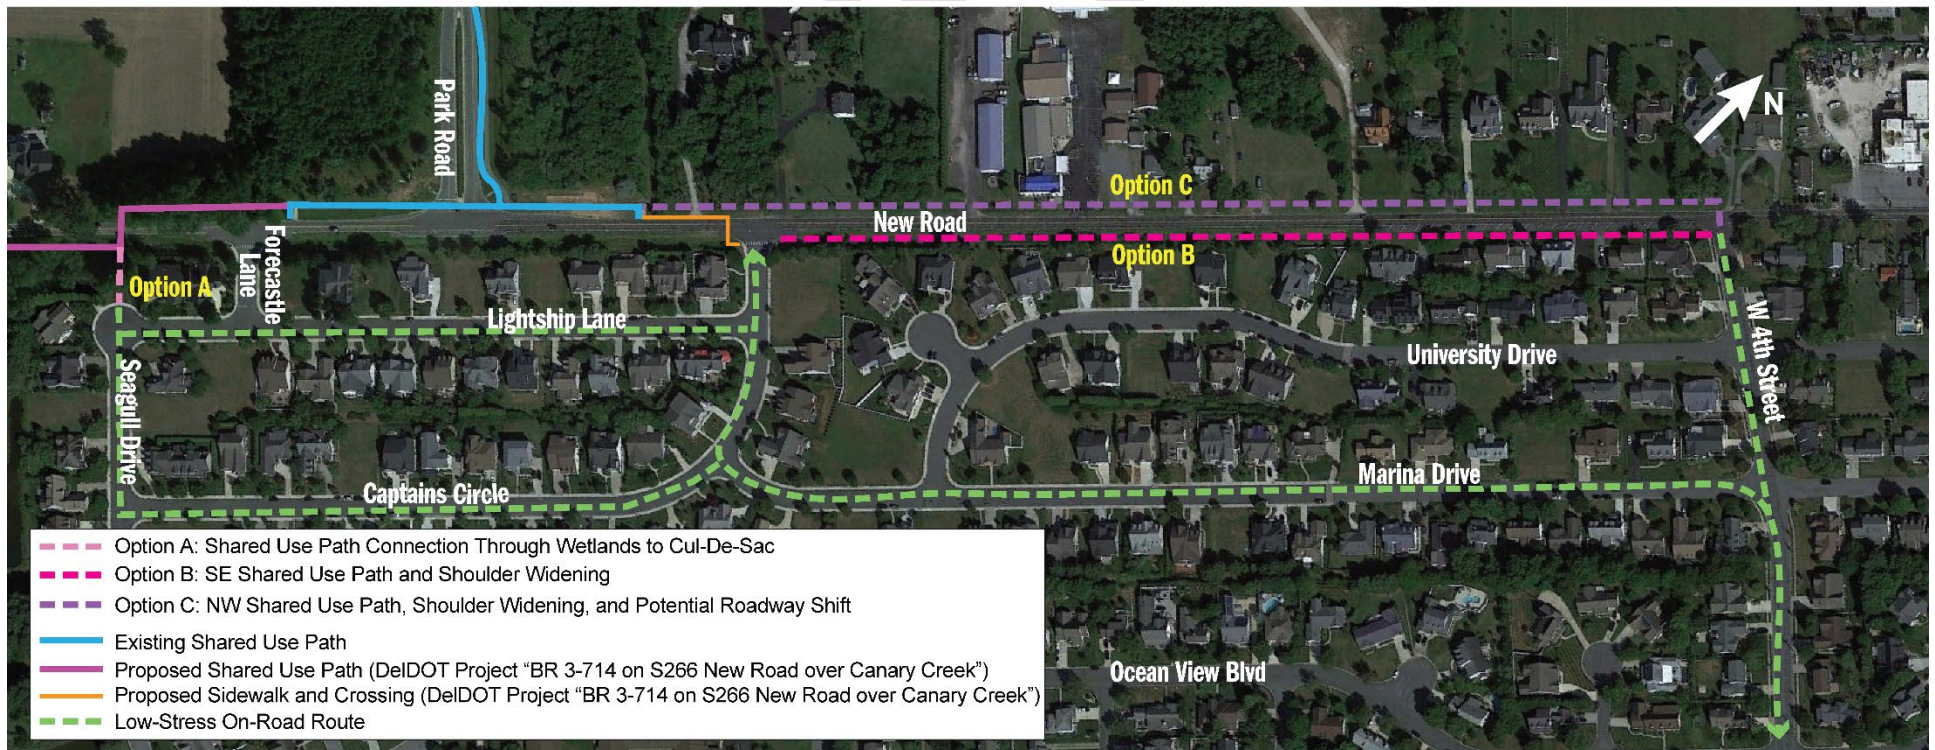 Park Road
Option C
N
New Road
Option B
Forecastle
Lane
Option A
Lightship Lane
University Drive
W 4th Street
Seagull Drive
Captains Circle
Marina Drive
Ocean View Blvd
Option A: Shared Use Path Connection Through Wetlands to Cul-De-Sac
Option B: SE Shared Use Path and Shoulder Widening
Option C: NW Shared Use Path, Shoulder Widening, and Potential Roadway Shift
Existing Shared Use Path
Proposed Shared Use Path (DelDOT Project “BR 3-714 on S266 New Road over Canary Creek”)
Proposed Sidewalk and Crossing (DelDOT Project “BR 3-714 on S266 New Road over Canary Creek”)
Low-Stress On-Road Route